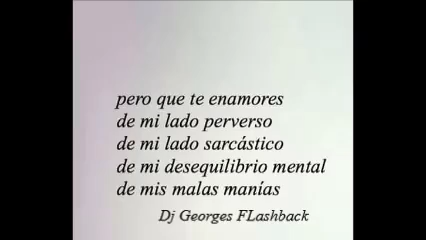 pero que te enamores
de mi lado perverso
de mi lado sarcástico
de mi desequilibrio mental
de mis malas manías
Dj Georges FLashback